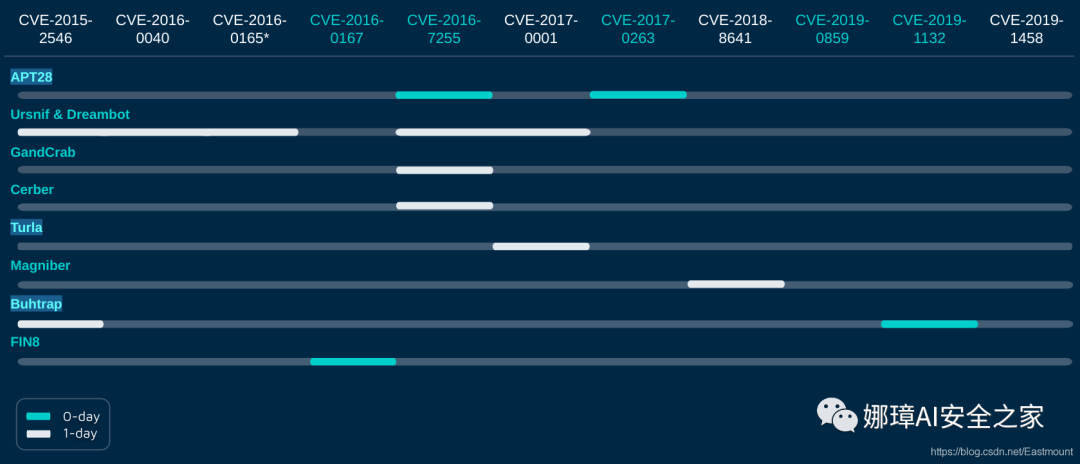 CVE-2015- CVE-2016- CVE-2016- CVE-2016- CVE-2016- CVE-2017- CVE-2017- CVE-2018- CVE-2019- CVE-2019- CVE-2019-
2546 0040 0165* 0167 7255 0001 0263 8641 0859 1132 1458
APT28
Ursnif & Dreambot
GandCrab
Cerber
Turla
Magniber
Buhtrap
FIN8
0-day
1-day
娜璋AI安全之家
https://blog.csdn.net/Eastmount